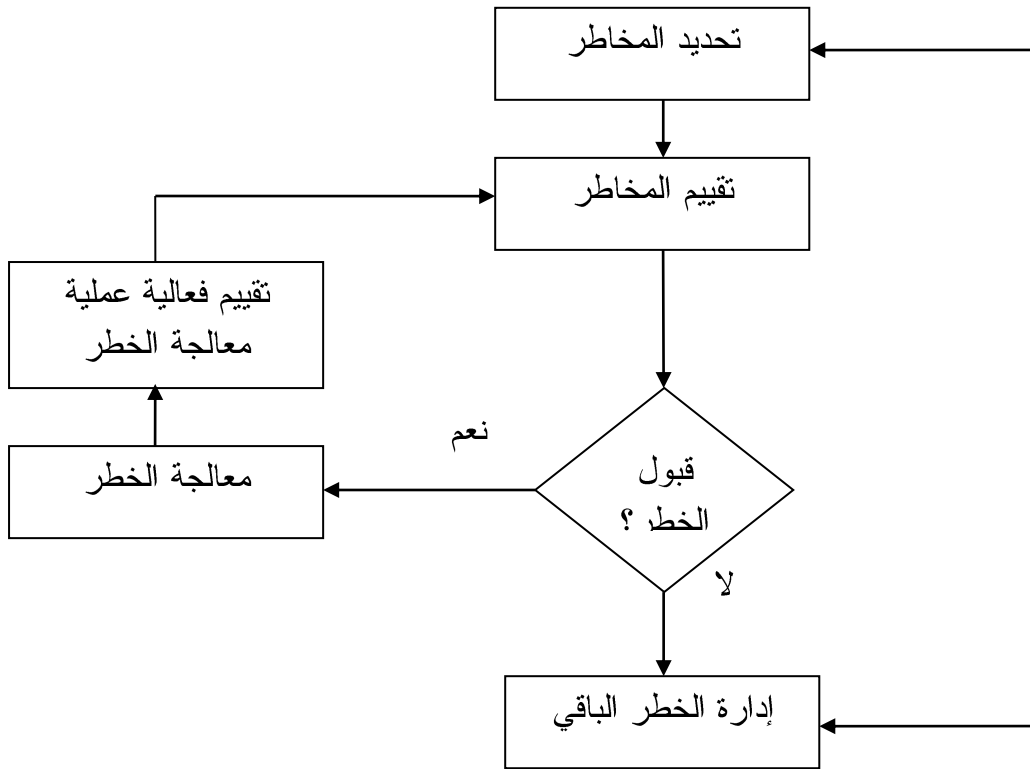 تحديد المخاطر
تقييم المخاطر
تقييم فعالية عملية
معالجة الخطر
نعم
معالجة الخطر
قبول
الخطر ؟
لا
إدارة الخطر الباقي